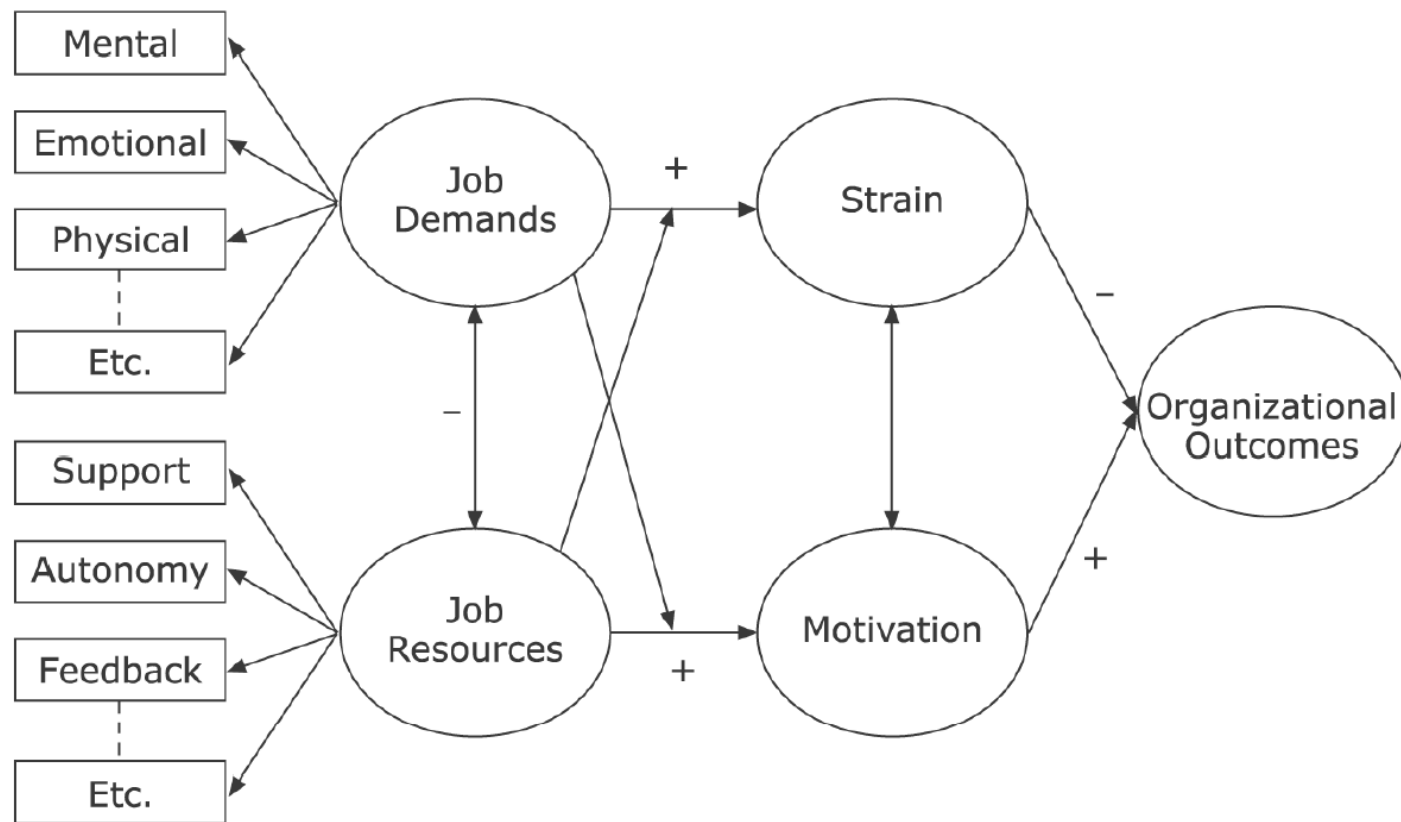 Mental
Emotional
Physical
Etc.
Support
Autonomy
Feedback
Etc.
Job
Demands
Job
Resources
+
–
+
Strain
Motivation
–
+
Organizational
Outcomes